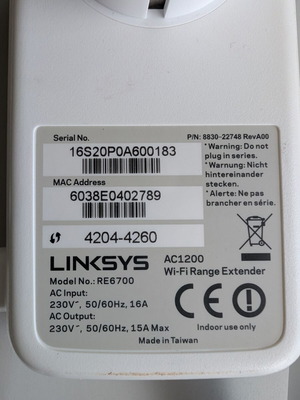 Serial No.
P/N: 8830-22748 RevA00
16S20P0A600183
*Warning: Do not
plug in series.
*Warnung: Nicht
hintereinander
stecken.
*Alerte: Ne pas
brancher en série.
MAC Address
6038E0402789
4204-4260
LINKSYS
AC1200
Wi-Fi Range Extender
Model No.: RE6700
AC Input:
230V~, 50/60Hz, 16A
AC Output:
230V~, 50/60Hz, 15A Max
CE
Indoor use only
Made in Taiwan